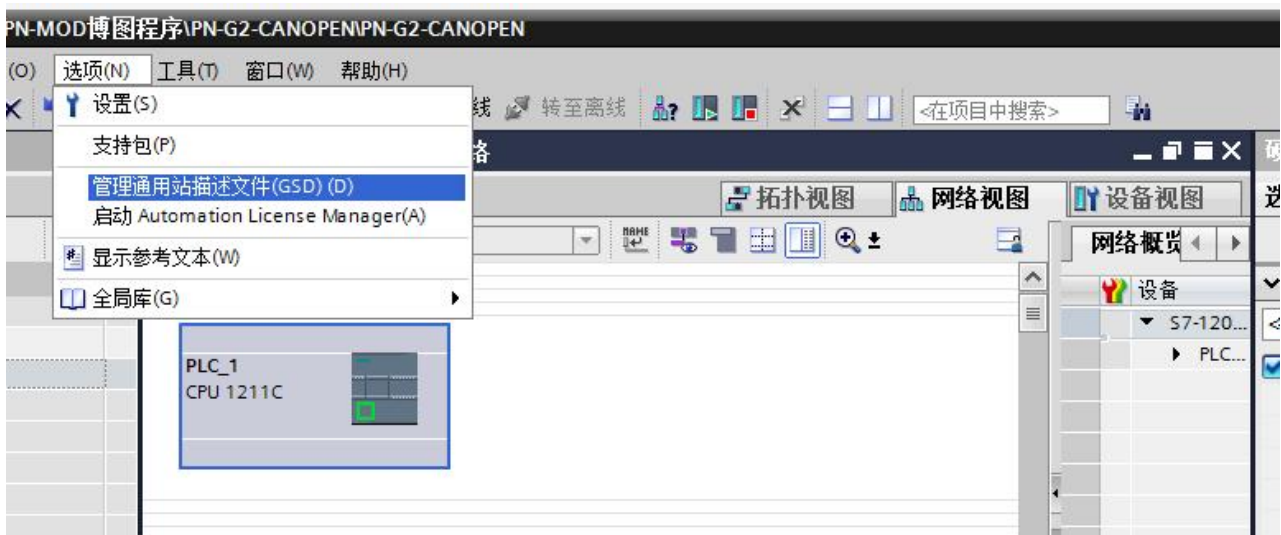 PN-MOD博图程序\PN-G2-CANOPEN\PN-G2-CANOPEN
(O) 选项(N) 工具(T) 窗口(W) 帮助(H)
设置(S)
线 转至离线 <在项目中搜索>
支持包(P)
络
管理通用站描述文件(GSD) (D)
拓扑视图 网络视图 设备视图
启动 Automation License Manager(A)
NAME
显示参考文本(W)
网络概览
全局库(G)
设备
S7-120...
PLC...
PLC_1
CPU 1211C